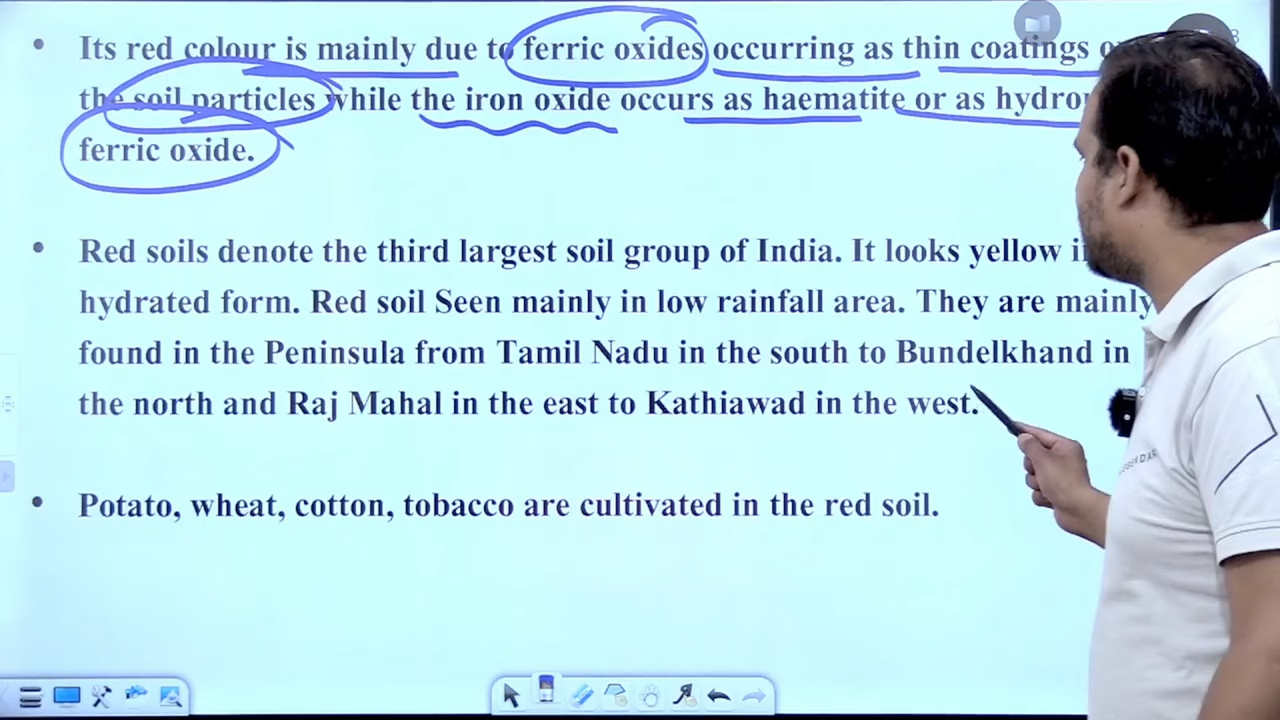 Its red colour is mainly due to ferric oxides occurring as thin coatings
the soil particles while the iron oxide occurs as haematite or as
ferric oxide.
Red soils denote the third largest soil group of India. It looks yellow
hydrated form. Red soil Seen mainly in low rainfall area. They are mainly
found in the Peninsula from Tamil Nadu in the south to Bundelkhand in
the north and Raj Mahal in the east to Kathiawad in the west.
Potato, wheat, cotton, tobacco are cultivated in the red soil.